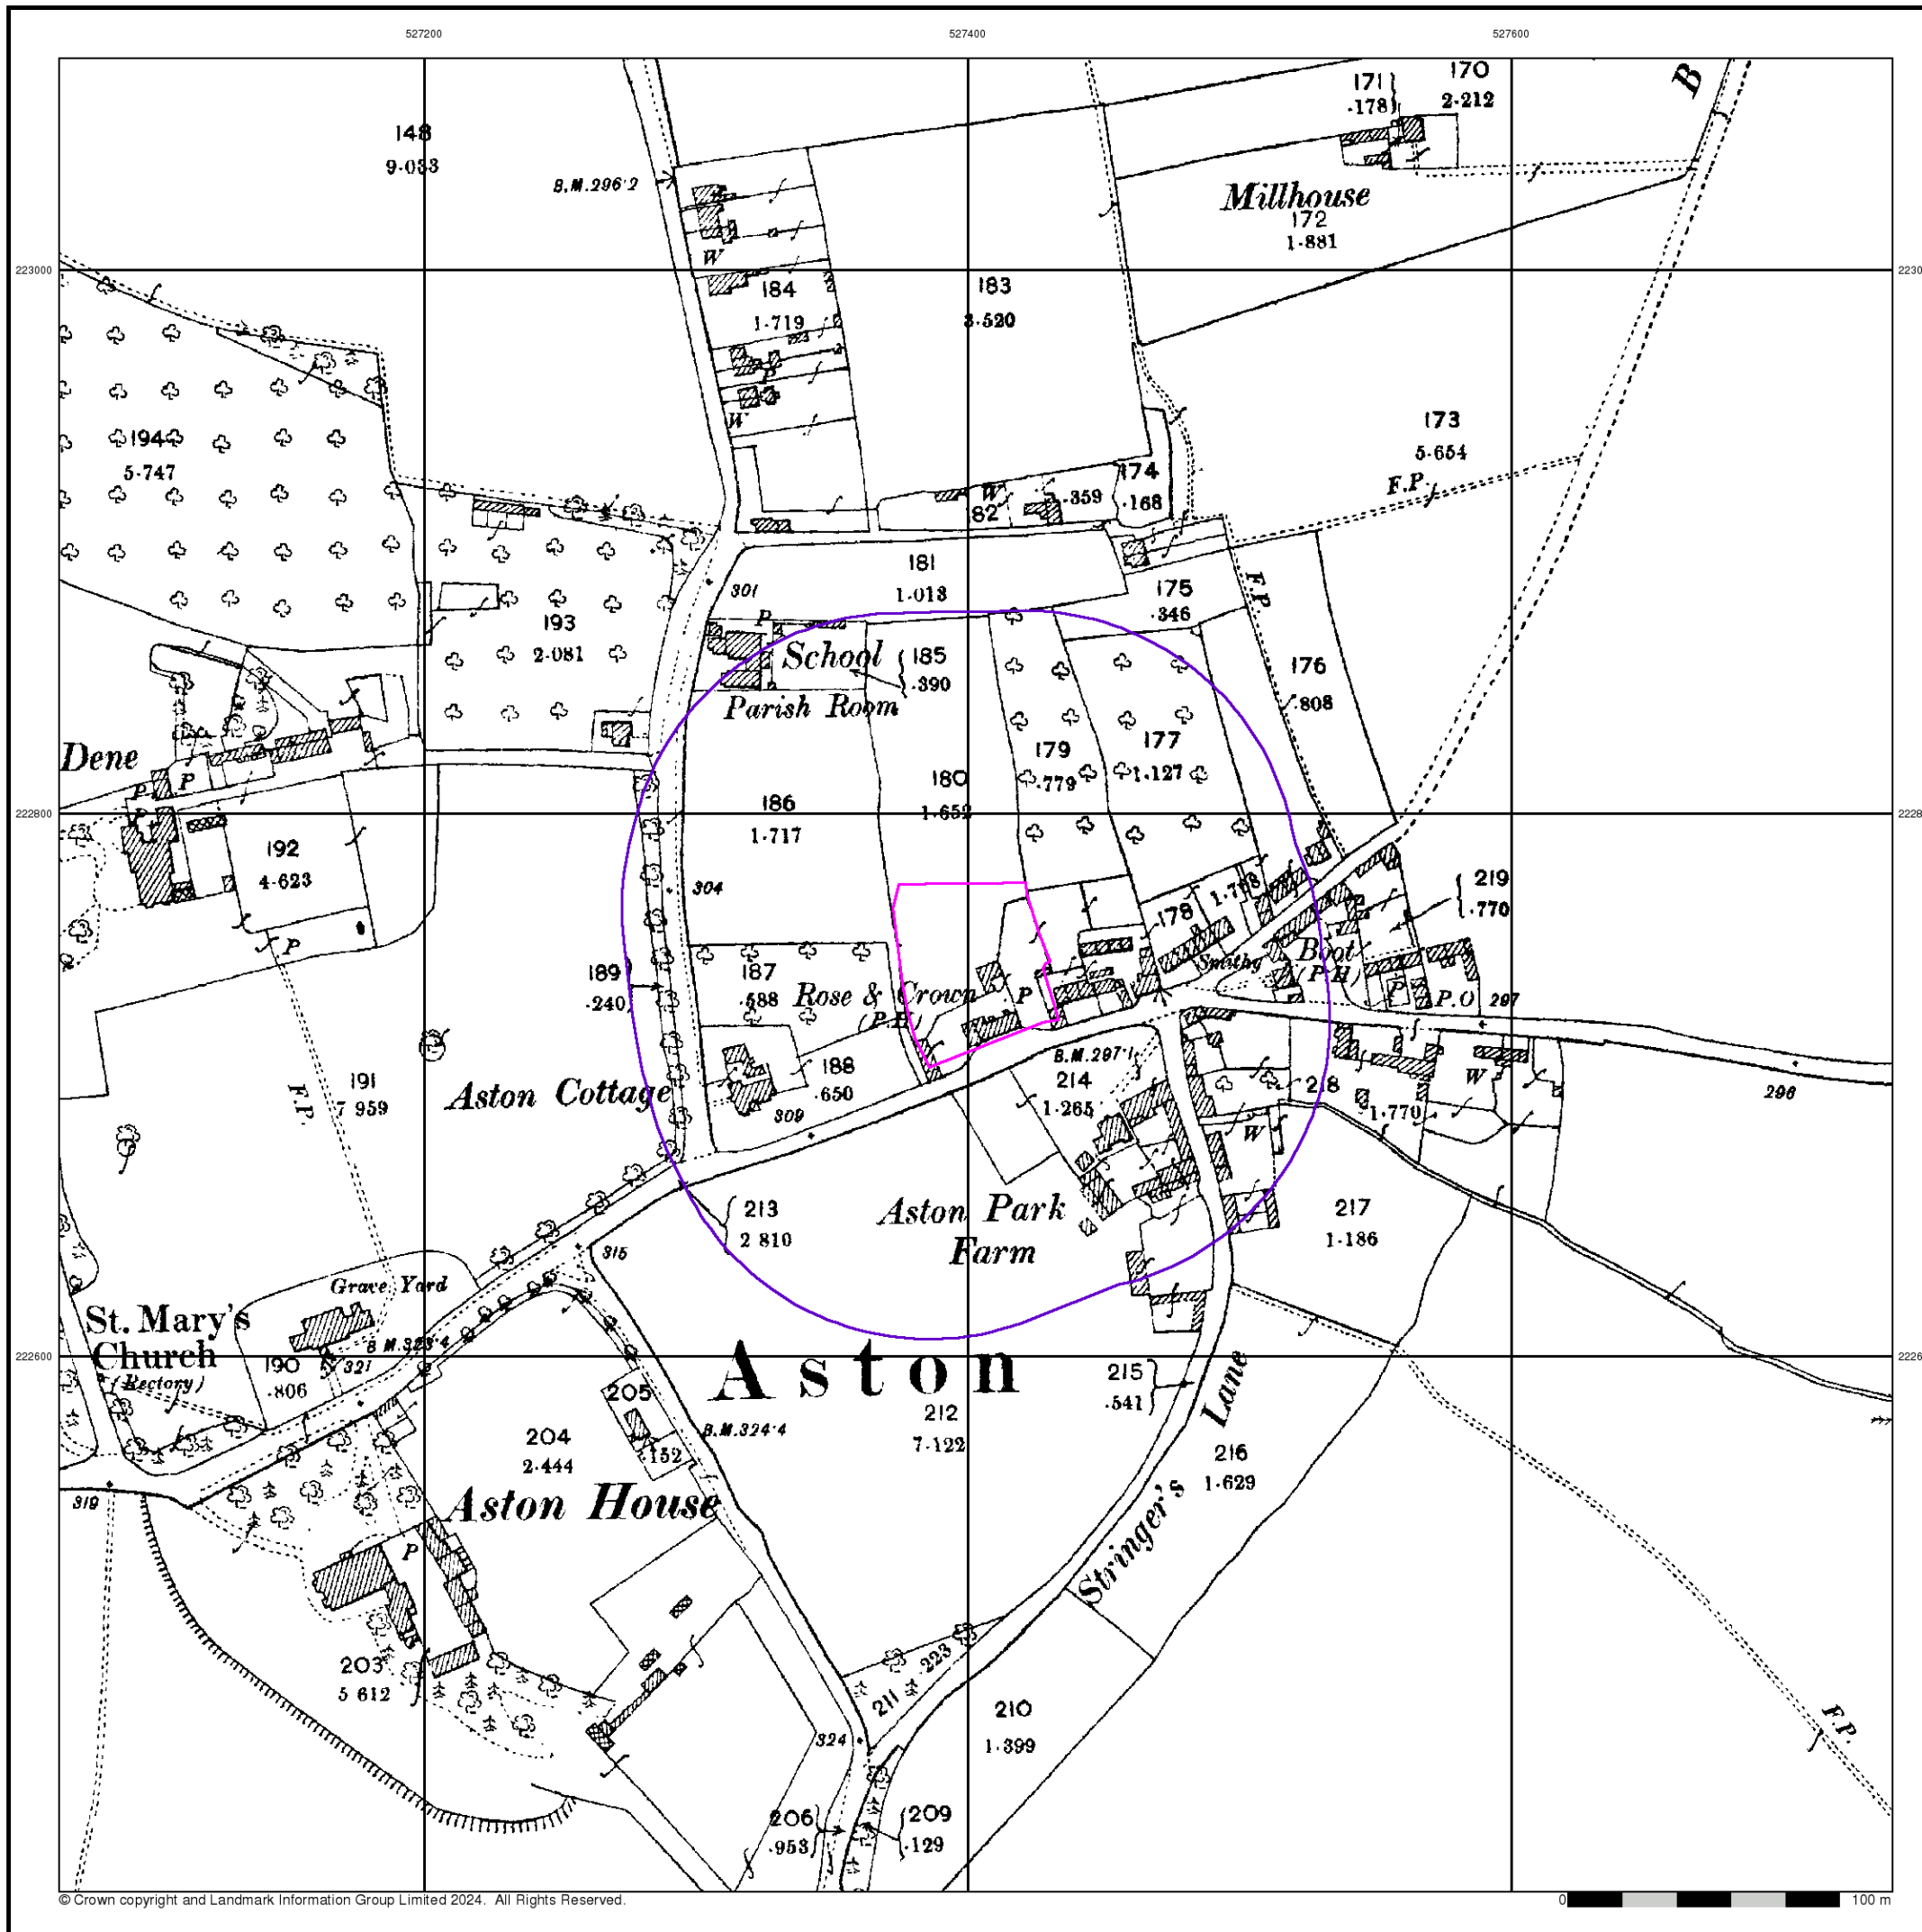 527200
527400
527600
B
170
2·212
171
·178
148
9·033
B.M.296·2
Millhouse
172
1·881
W
223000
184
1·719
183
3·520
P
W
194
5·747
173
5·654
F.P.
174
·168
W
·359
182
301
181
1·013
F.P.
175
·346
193
2·081
P
School
185
·390
Parish Room
176
·808
Dene
P
P
P
179
·779
177
1·127
180
1·652
186
1·717
222800
192
4·623
P
304
219
·770
178
1·708
Smithy
Boot
(P.H)
P
P.O
297
189
·240
187
·588
Rose & Crown
(P.H)
P
B.M.297·1
214
1·265
191
7 959
F.P.
Aston Cottage
188
·650
309
218
1·770
W
W
296
213
2 810
Aston Park
Farm
217
1·186
315
Grave Yard
St. Mary's
Church
(Rectory)
B M.323·4
190
·806
321
Aston
205
·152
B.M.324·4
212
7·122
215
·541
Stringer's Lane
204
2·444
216
1·629
319
Aston House
P
203
5 612
211
·223
210
1·399
F.P.
324
206
·953
209
·129
© Crown copyright and Landmark Information Group Limited 2024. All Rights Reserved.
0
100 m